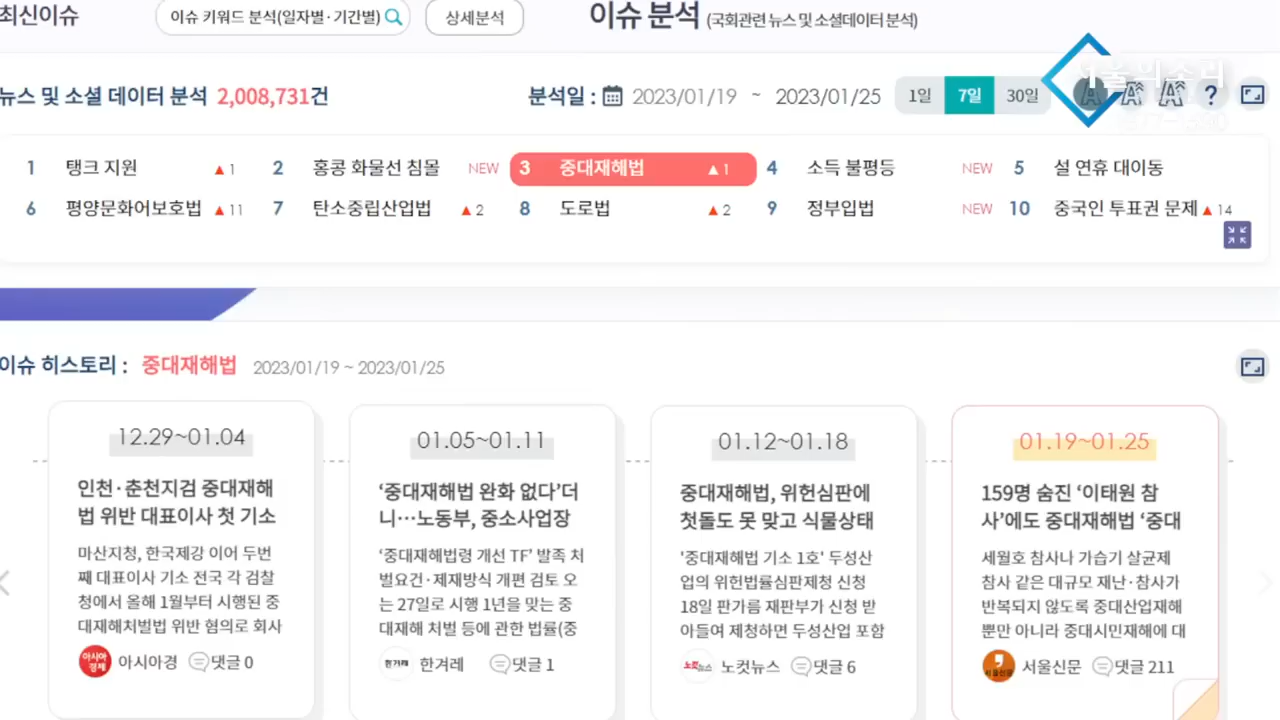 최신이슈
이슈 키워드 분석(일자별·기간별)
상세분석
이슈 분석 (국회관련 뉴스 및 소셜데이터 분석)
뉴스 및 소셜 데이터 분석 2,008,731건
분석일 : 2023/01/19 ~ 2023/01/25
1일 7일 30일
?
1 탱크 지원 ▲ 1
2 홍콩 화물선 침몰 NEW
3 중대재해법 ▲ 1
4 소득 불평등 NEW
5 설 연휴 대이동
6 평양문화어보호법 ▲ 11
7 탄소중립산업법 ▲ 2
8 도로법 ▲ 2
9 정부입법 NEW
10 중국인 투표권 문제 ▲ 14
이슈 히스토리 : 중대재해법 2023/01/19 ~ 2023/01/25
12.29~01.04
인천·춘천지검 중대재해
법 위반 대표이사 첫 기소
마산지청, 한국제강 이어 두번
째 대표이사 기소 전국 각 검찰
청에서 올해 1월부터 시행된 중
대재해처벌법 위반 혐의로 회사
아시아 경제
아시아경 댓글 0
01.05~01.11
‘중대재해법 완화 없다’더
니…노동부, 중소사업장
‘중대재해법령 개선 TF’ 발족 처
벌요건·제재방식 개편 검토 오
는 27일로 시행 1년을 맞는 중
대재해 처벌 등에 관한 법률(중
한겨레
한겨레 댓글 1
01.12~01.18
중대재해법, 위헌심판에
첫돌도 못 맞고 식물상태
'중대재해법 기소 1호' 두성산
업의 위헌법률심판제청 신청
18일 판가름 재판부가 신청 받
아들여 제청하면 두성산업 포함
노컷뉴스
노컷뉴스 댓글 6
01.19~01.25
159명 숨진 ‘이태원 참
사’에도 중대재해법 ‘중대
세월호 참사나 가습기 살균제
참사 같은 대규모 재난·참사가
반복되지 않도록 중대산업재해
뿐만 아니라 중대시민재해에 대
서울신문
서울신문 댓글 211